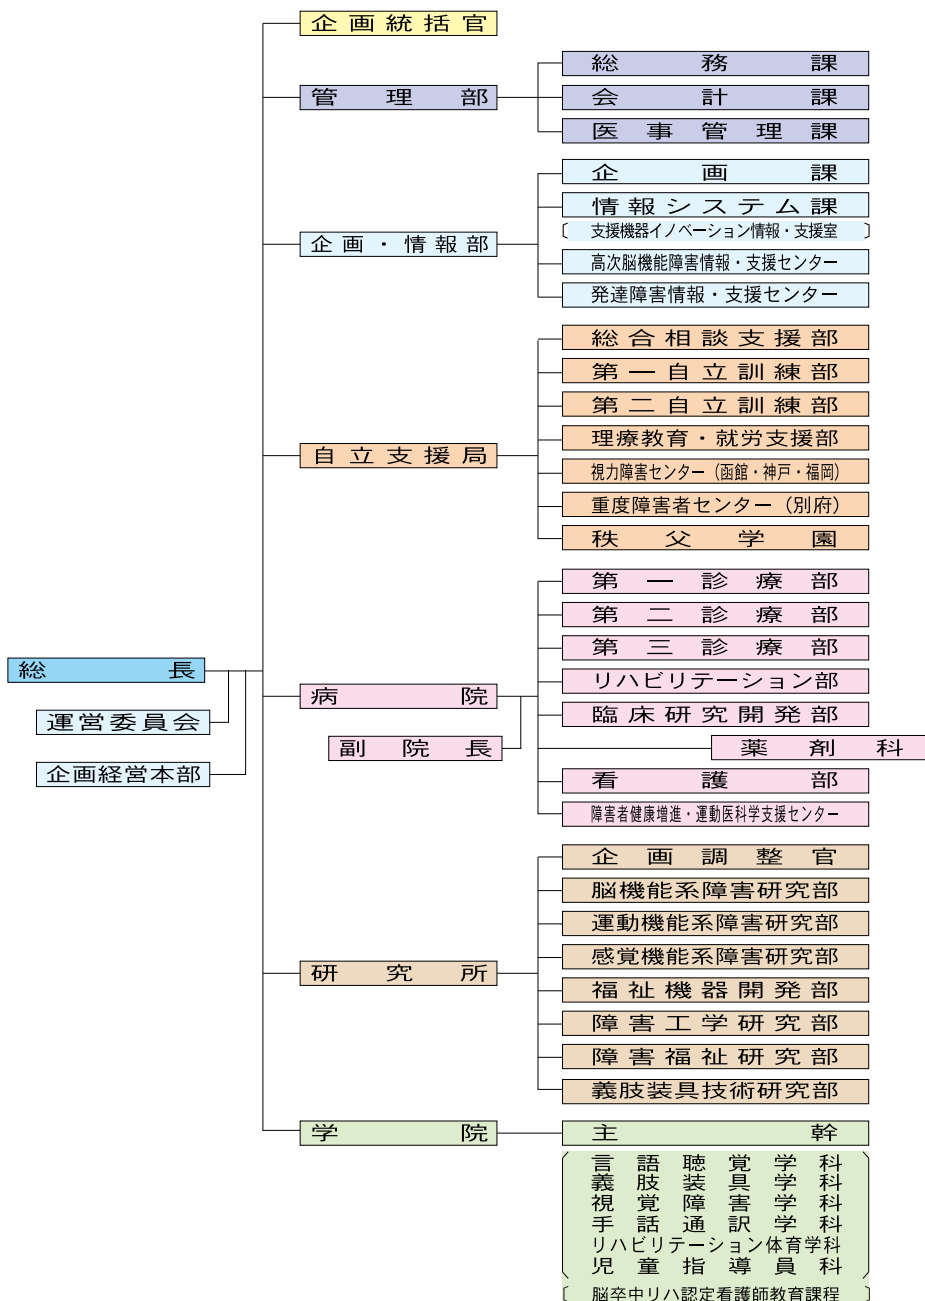 総長
運営委員会
企画経営本部
企画統括官
管理部
総務課
会計課
医事管理課
企画・情報部
企画課
情報システム課
〔支援機器イノベーション情報・支援室〕
高次脳機能障害情報・支援センター
発達障害情報・支援センター
自立支援局
総合相談支援部
第一自立訓練部
第二自立訓練部
理療教育・就労支援部
視力障害センター（函館・神戸・福岡）
重度障害者センター（別府）
秩父学園
病院
副院長
第一診療部
第二診療部
第三診療部
リハビリテーション部
臨床研究開発部
薬剤科
看護部
障害者健康増進・運動医科学支援センター
研究所
企画調整官
脳機能系障害研究部
運動機能系障害研究部
感覚機能系障害研究部
福祉機器開発部
障害工学研究部
障害福祉研究部
義肢装具技術研究部
学院
主幹
言語聴覚学科
義肢装具学科
視覚障害学科
手話通訳学科
リハビリテーション体育学科
児童指導員科
〔脳卒中リハ認定看護師教育課程〕